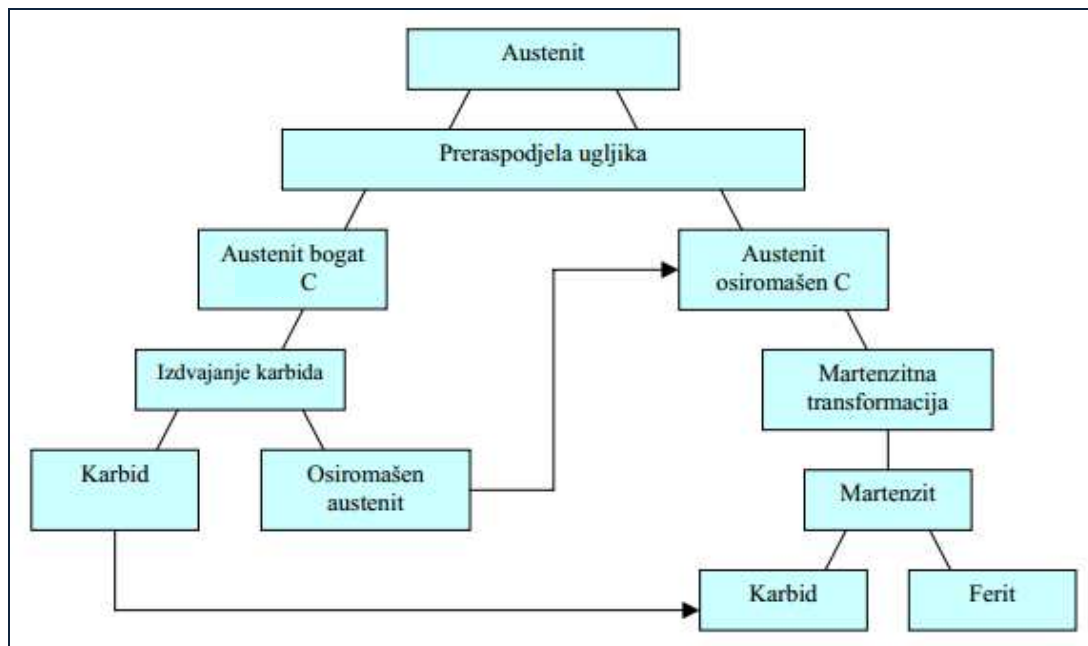 Austenit
Preraspodjela ugljika
Austenit bogat
C
Austenit
osiromašen C
Izdvajanje karbida
Martenzitna
transformacija
Karbid
Osiromašen
austenit
Martenzit
Karbid
Ferit